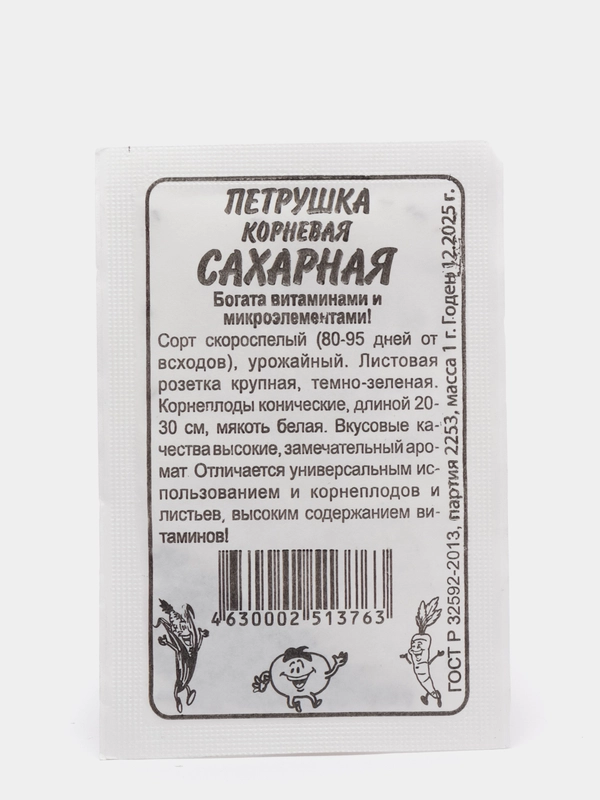 ПЕТРУШКА
КОРНЕВАЯ
САХАРНАЯ
Богата витаминами и
микроэлементами!
Сорт скороспелый (80-95 дней от
всходов), урожайный. Листовая
розетка крупная, темно-зеленая.
Корнеплоды конические, длиной 20-
30 см, мякоть белая. Вкусовые ка-
чества высокие, замечательный аро-
мат Отличается универсальным ис-
пользованием и корнеплодов и
листьев, высоким содержанием ви-
таминов!
4 630002 513763
ГОСТ Р 32592-2013, партия 2253, масса 1 г. Годен 12.2025 г.